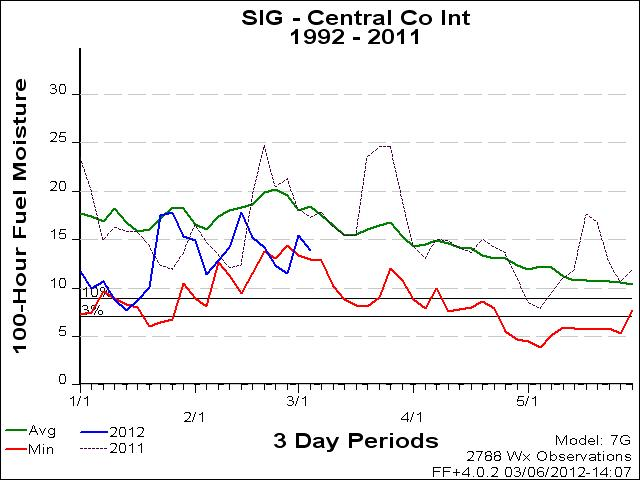 SIG - Central Co Int
1992 - 2011
100-Hour Fuel Moisture
30
25
20
15
10
5
0
10%
3%
1/1
2/1
3/1
4/1
5/1
3 Day Periods
Avg
Min
2012
2011
Model: 7G
2788 Wx Observations
FF+4.0.2 03/06/2012-14:07